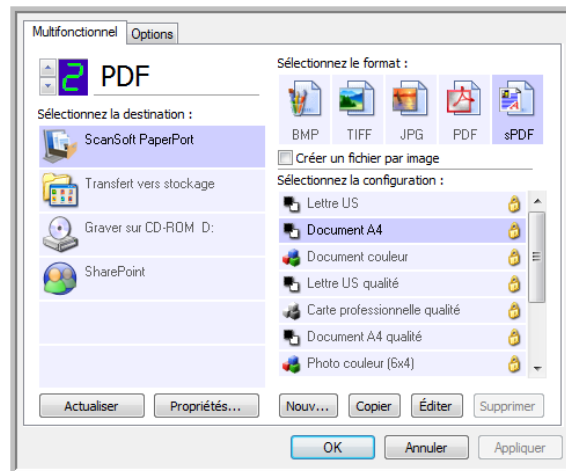 Multifonctionnel
Options
2
PDF
Sélectionnez la destination :
ScanSoft PaperPort
Transfert vers stockage
Graver sur CD-ROM D:
SharePoint
Sélectionnez le format :
BMP TIFF JPG PDF sPDF
Créer un fichier par image
Sélectionnez la configuration :
Lettre US
Document A4
Document couleur
Lettre US qualité
Carte professionnelle qualité
Document A4 qualité
Photo couleur (6x4)
Actualiser Propriétés... Nouv... Copier Éditer Supprimer
OK Annuler Appliquer